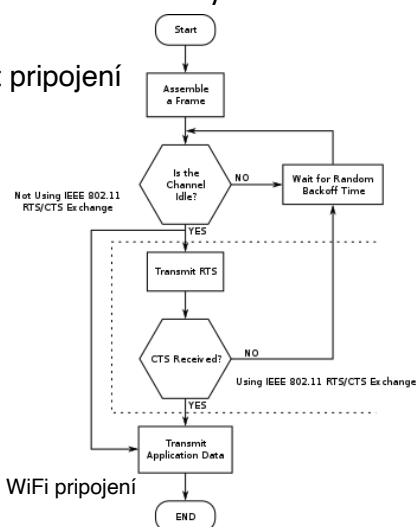 Start
pripojení
Assemble
a Frame
Is the
Channel
Idle?
NO
Wait for Random
Backoff Time
Not Using IEEE 802.11
RTS/CTS Exchange
YES
Transmit RTS
CTS Received?
NO
Using IEEE 802.11 RTS/CTS Exchange
YES
Transmit
Application Data
WiFi pripojení
END